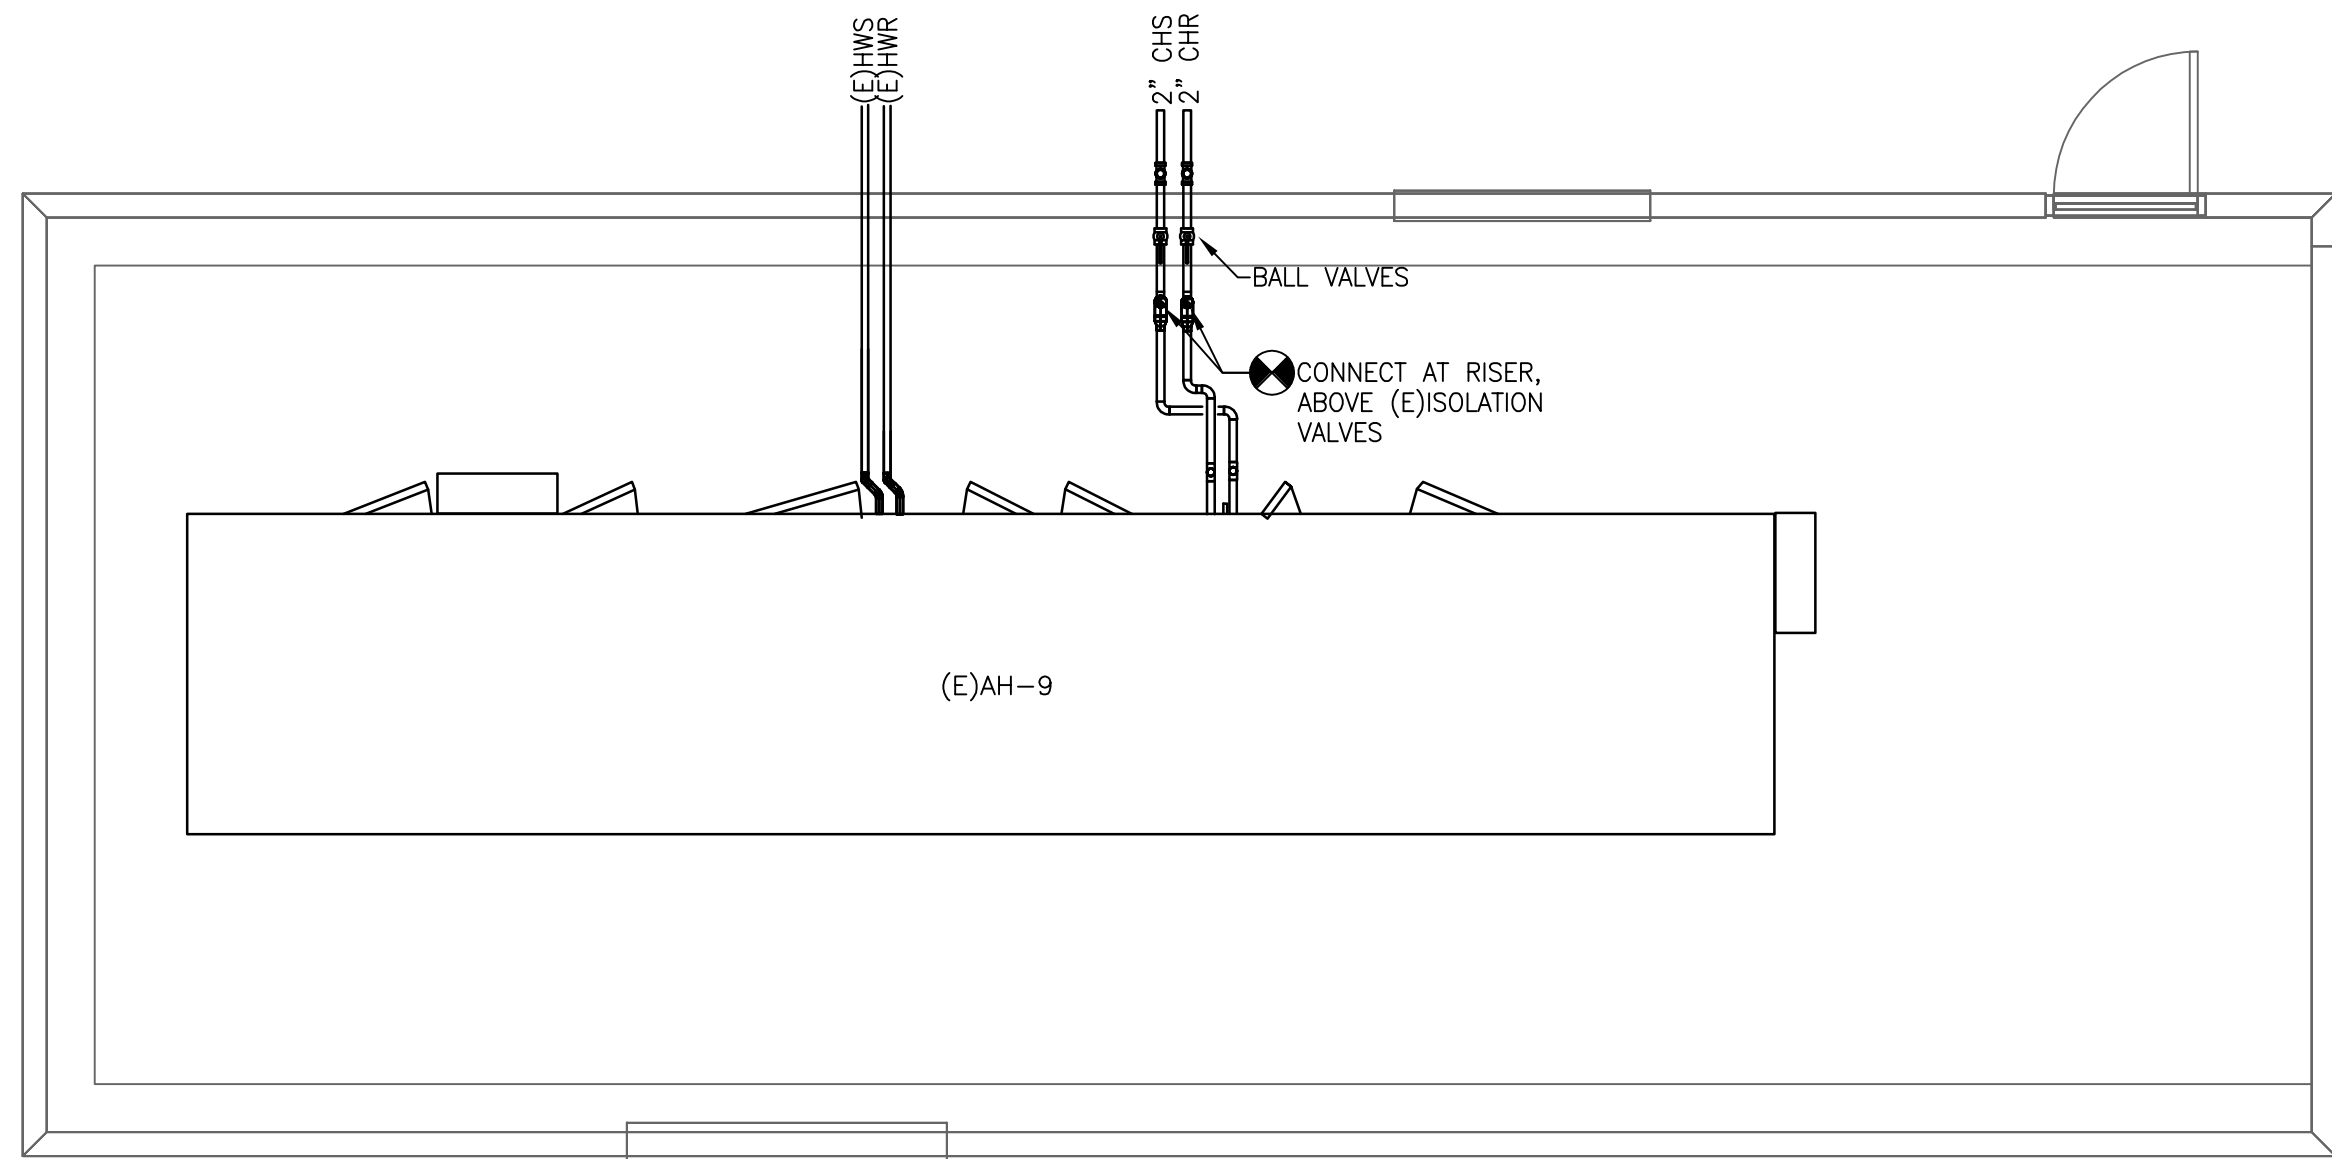 (E)HWS
(E)HWR
2" CHS
2" CHR
BALL VALVES
CONNECT AT RISER,
ABOVE (E)ISOLATION
VALVES
(E)AH-9